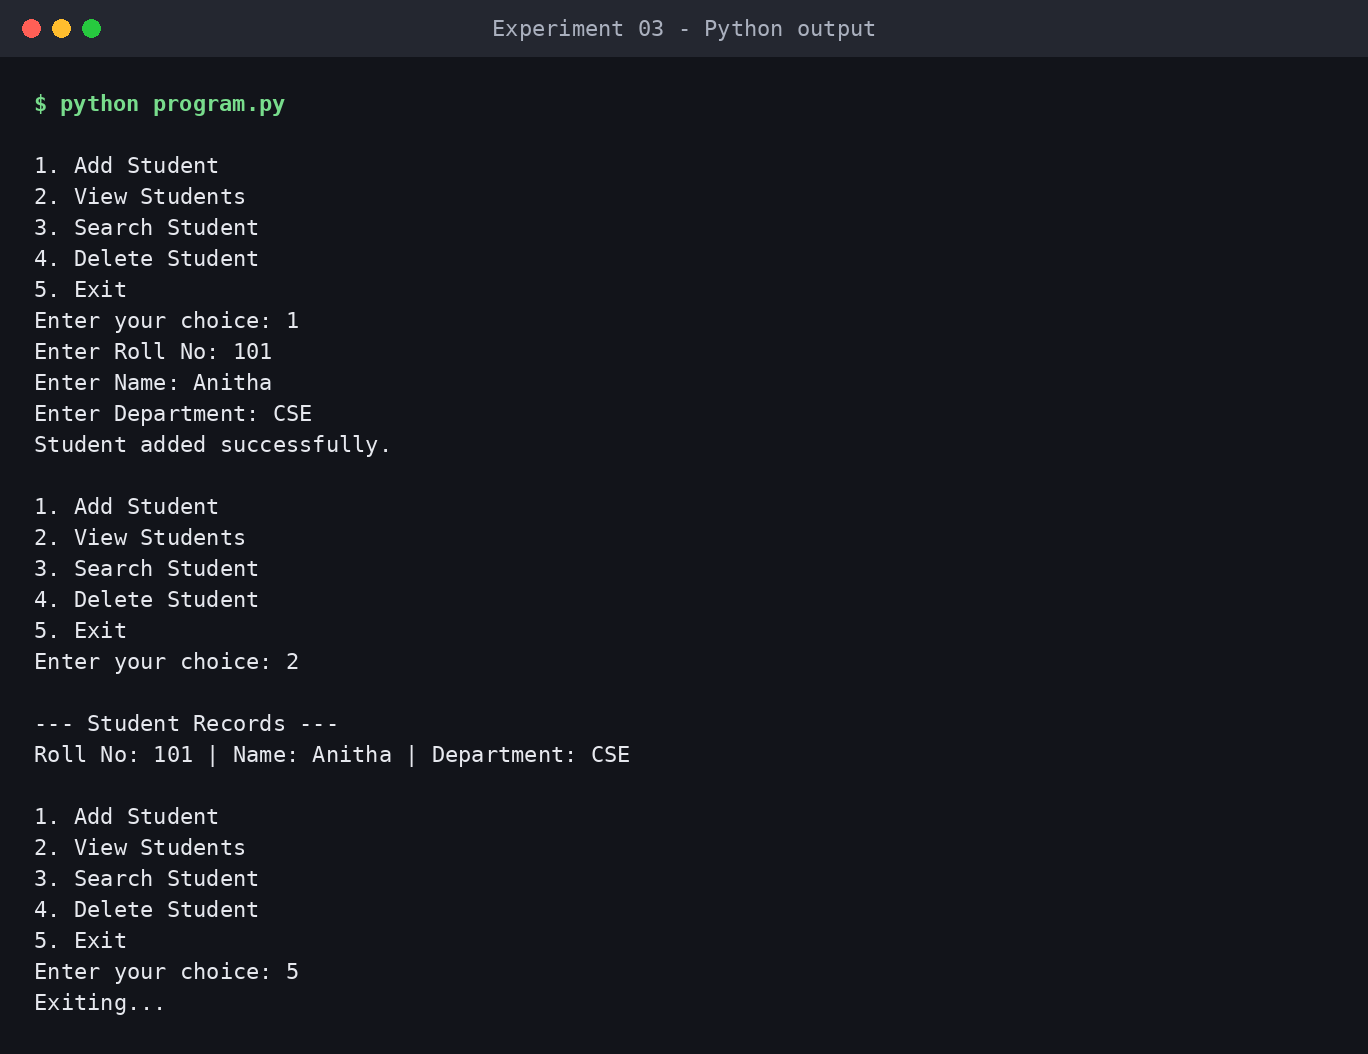 Experiment 03 - Python output
$ python program.py
1. Add Student
2. View Students
3. Search Student
4. Delete Student
5. Exit
Enter your choice: 1
Enter Roll No: 101
Enter Name: Anitha
Enter Department: CSE
Student added successfully.
1. Add Student
2. View Students
3. Search Student
4. Delete Student
5. Exit
Enter your choice: 2
--- Student Records ---
Roll No: 101 | Name: Anitha | Department: CSE
1. Add Student
2. View Students
3. Search Student
4. Delete Student
5. Exit
Enter your choice: 5
Exiting...